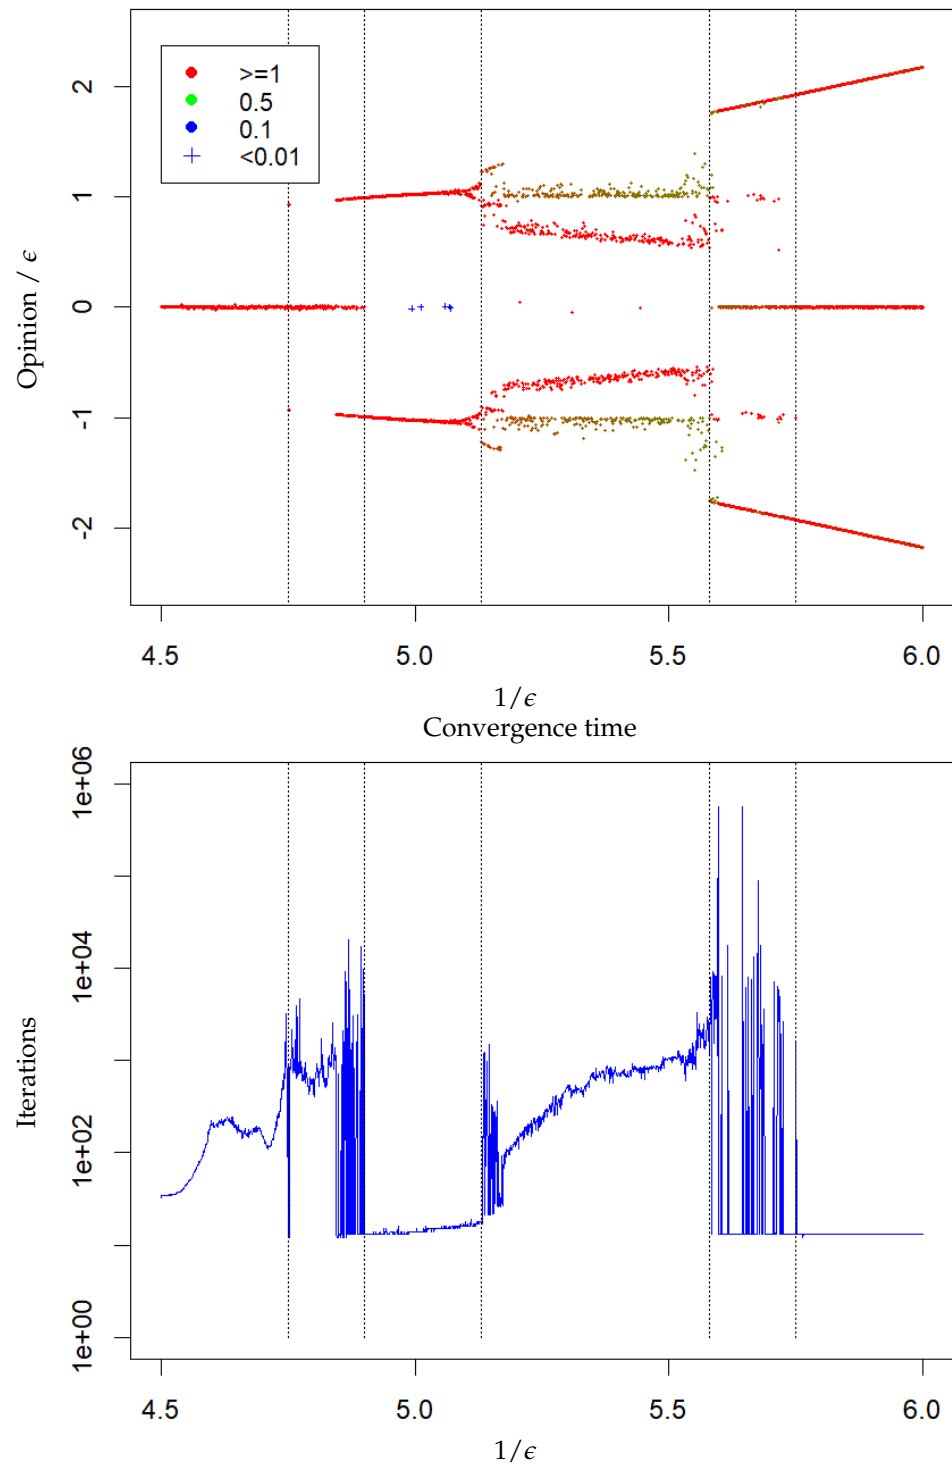 >=1
0.5
0.1
<0.01
2
1
0
-1
-2
Opinion / ϵ
4.5 5.0 5.5 6.0
1/ϵ
Convergence time
1e+06
1e+04
1e+02
1e+00
Iterations
4.5 5.0 5.5 6.0
1/ϵ